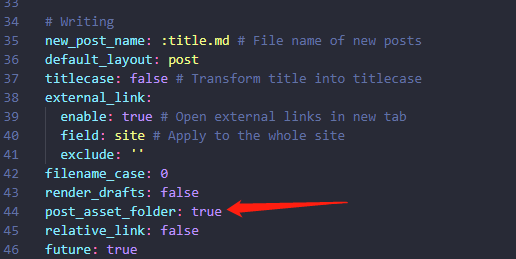 33
34 # Writing
35 new_post_name: :title.md # File name of new posts
36 default_layout: post
37 titlecase: false # Transform title into titlecase
38 external_link:
39 enable: true # Open external links in new tab
40 field: site # Apply to the whole site
41 exclude: ''
42 filename_case: 0
43 render_drafts: false
44 post_asset_folder: true
45 relative_link: false
46 future: true